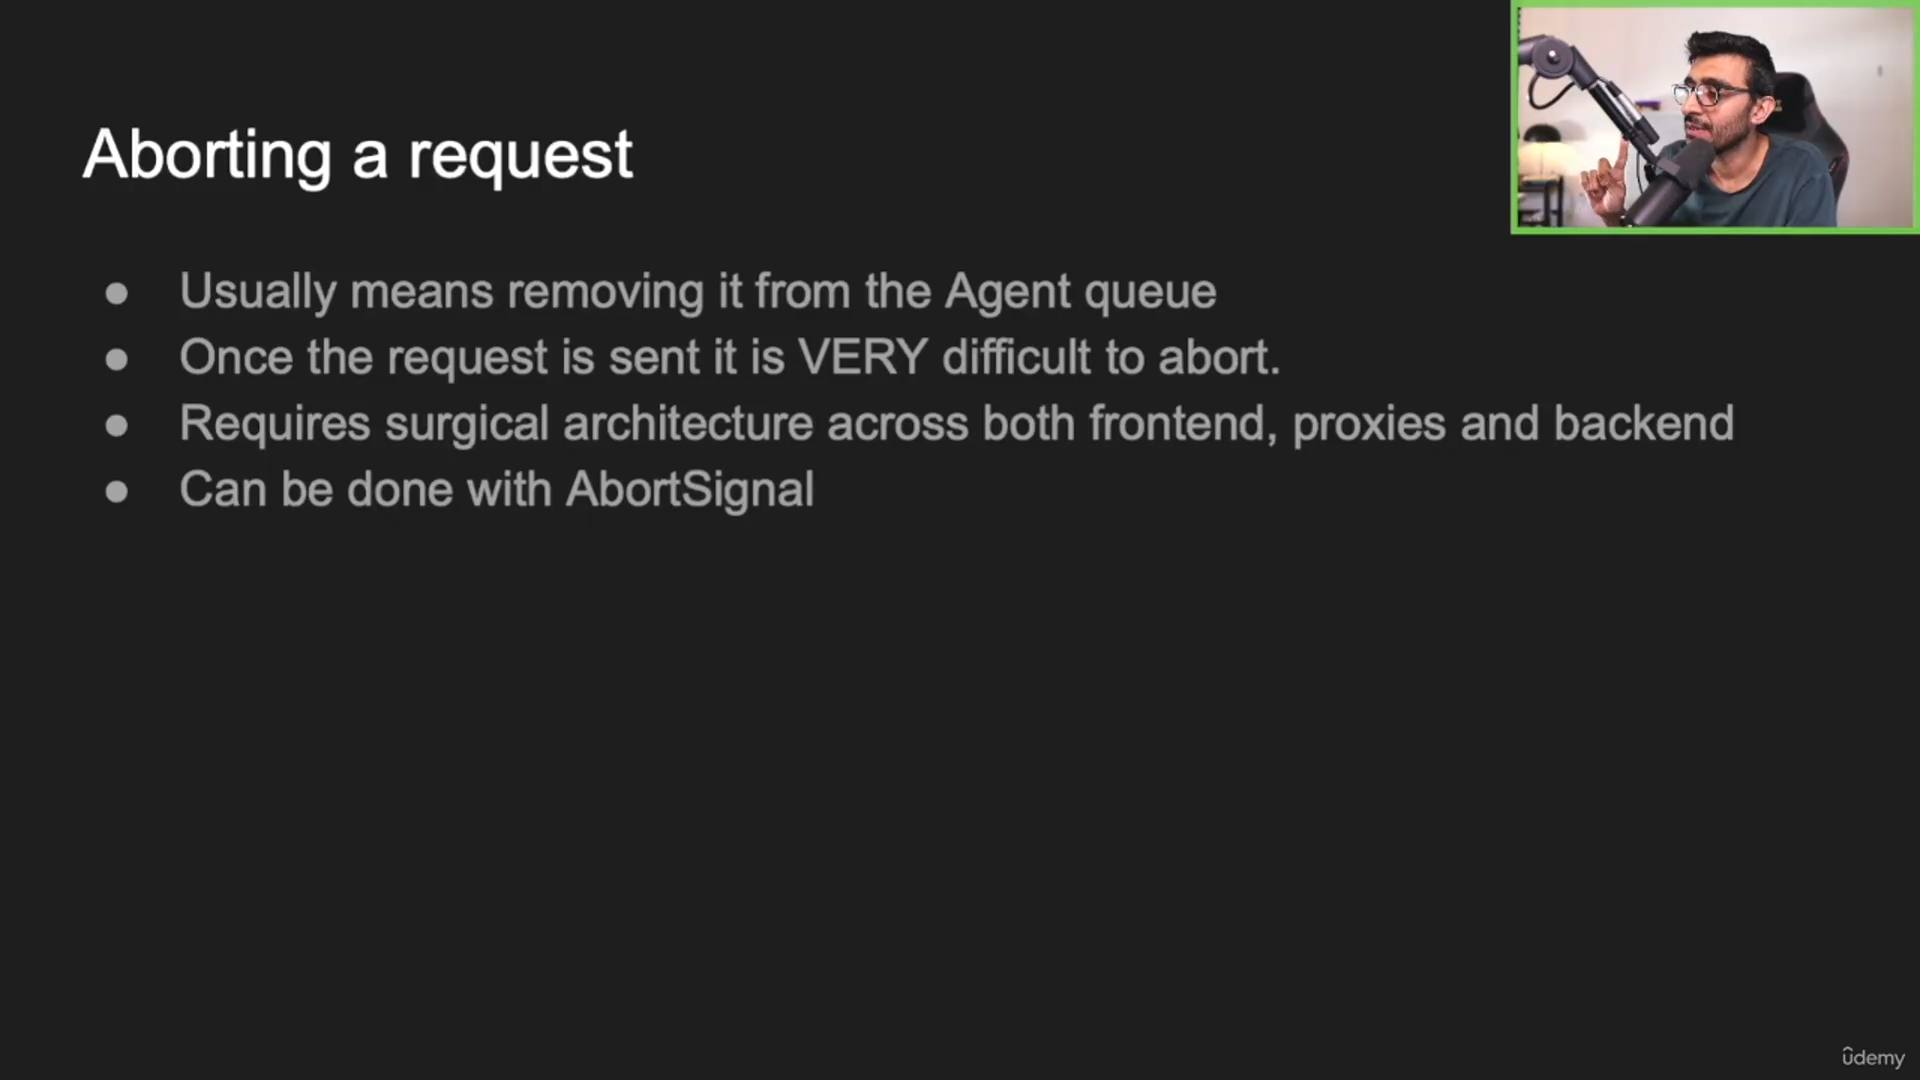 Aborting a request
● Usually means removing it from the Agent queue
● Once the request is sent it is VERY difficult to abort.
● Requires surgical architecture across both frontend, proxies and backend
● Can be done with AbortSignal
ûdemy